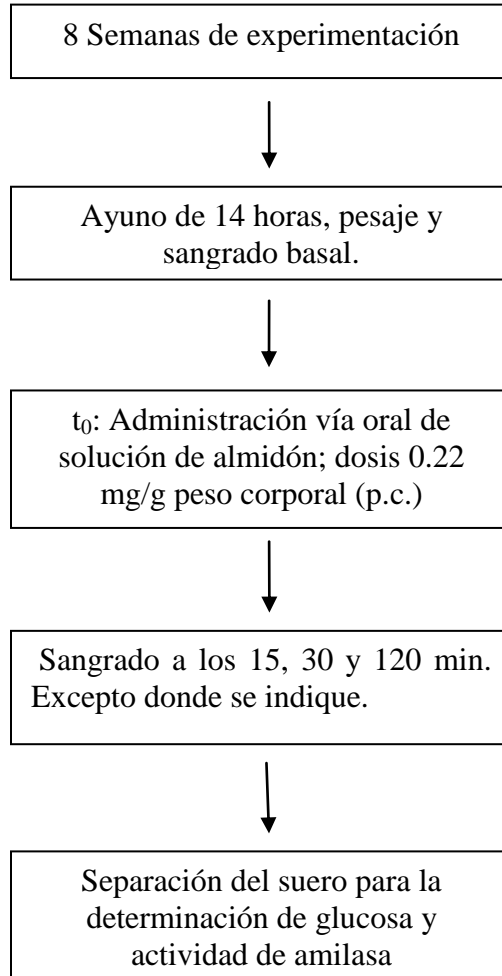 8 Semanas de experimentación
Ayuno de 14 horas, pesaje y
sangrado basal.
t₀: Administración vía oral de
solución de almidón; dosis 0.22
mg/g peso corporal (p.c.)
Sangrado a los 15, 30 y 120 min.
Excepto donde se indique.
Separación del suero para la
determinación de glucosa y
actividad de amilasa